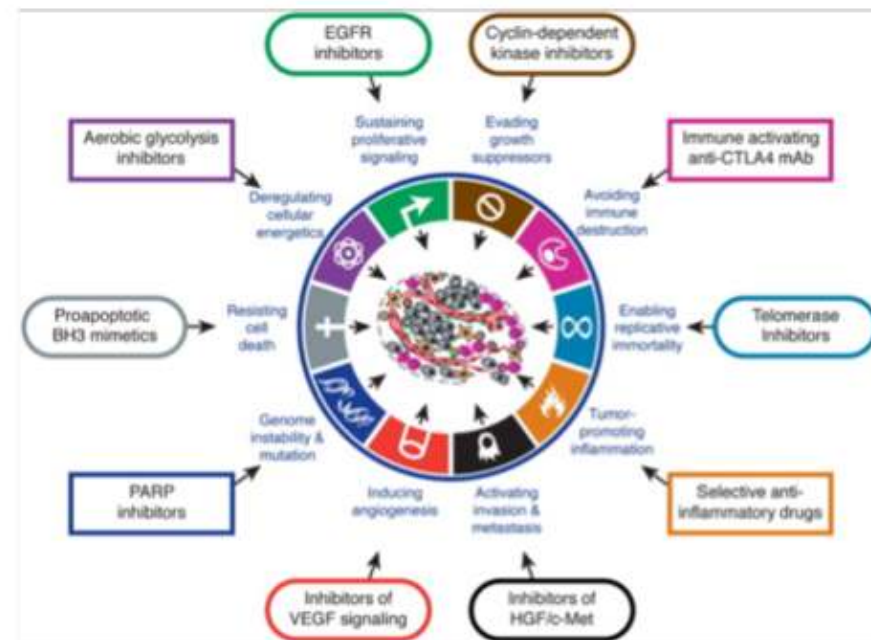 EGFR
inhibitors
Cyclin-dependent
kinase inhibitors
Aerobic glycolysis
inhibitors
Sustaining
proliferative
signaling
Evading
growth
suppressors
Immune activating
anti-CTLA4 mAb
Deregulating
cellular
energetics
Avoiding
immune
destruction
Proapoptotic
BH3 mimetics
Resisting
cell
death
Enabling
replicative
immortality
Telomerase
Inhibitors
Genome
instability &
mutation
Tumor-
promoting
inflammation
PARP
inhibitors
Inducing
angiogenesis
Activating
invasion &
metastasis
Selective anti-
inflammatory drugs
Inhibitors of
VEGF signaling
Inhibitors of
HGF/c-Met